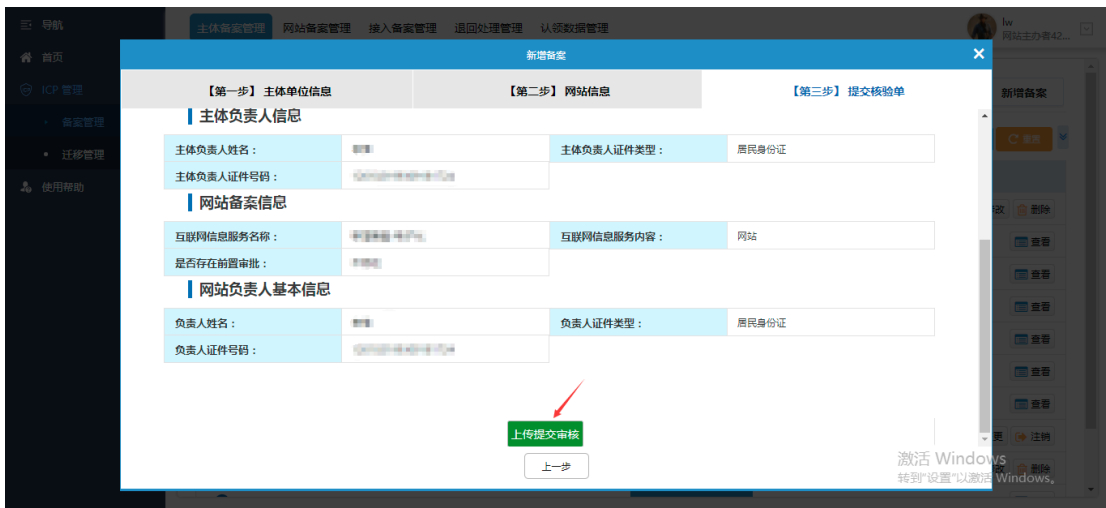 导航
主体备案管理 网站备案管理 接入备案管理 退回处理管理 认领数据管理
lw
网站主办者42...
首页
新增备案
ICP 管理
【第一步】 主体单位信息 【第二步】 网站信息 【第三步】 提交核验单
新增备案
备案管理
主体负责人信息
重置
迁移管理
主体负责人姓名： 主体负责人证件类型： 居民身份证
主体负责人证件号码：
使用帮助
网站备案信息
改 删除
互联网信息服务名称： 互联网信息服务内容： 网站
查看
是否存在前置审批：
查看
网站负责人基本信息
查看
负责人姓名： 负责人证件类型： 居民身份证
查看
负责人证件号码：
查看
查看
上传提交审核
更 注销
上一步
激活 Windows
删除
转到"设置"以激活 Windows。